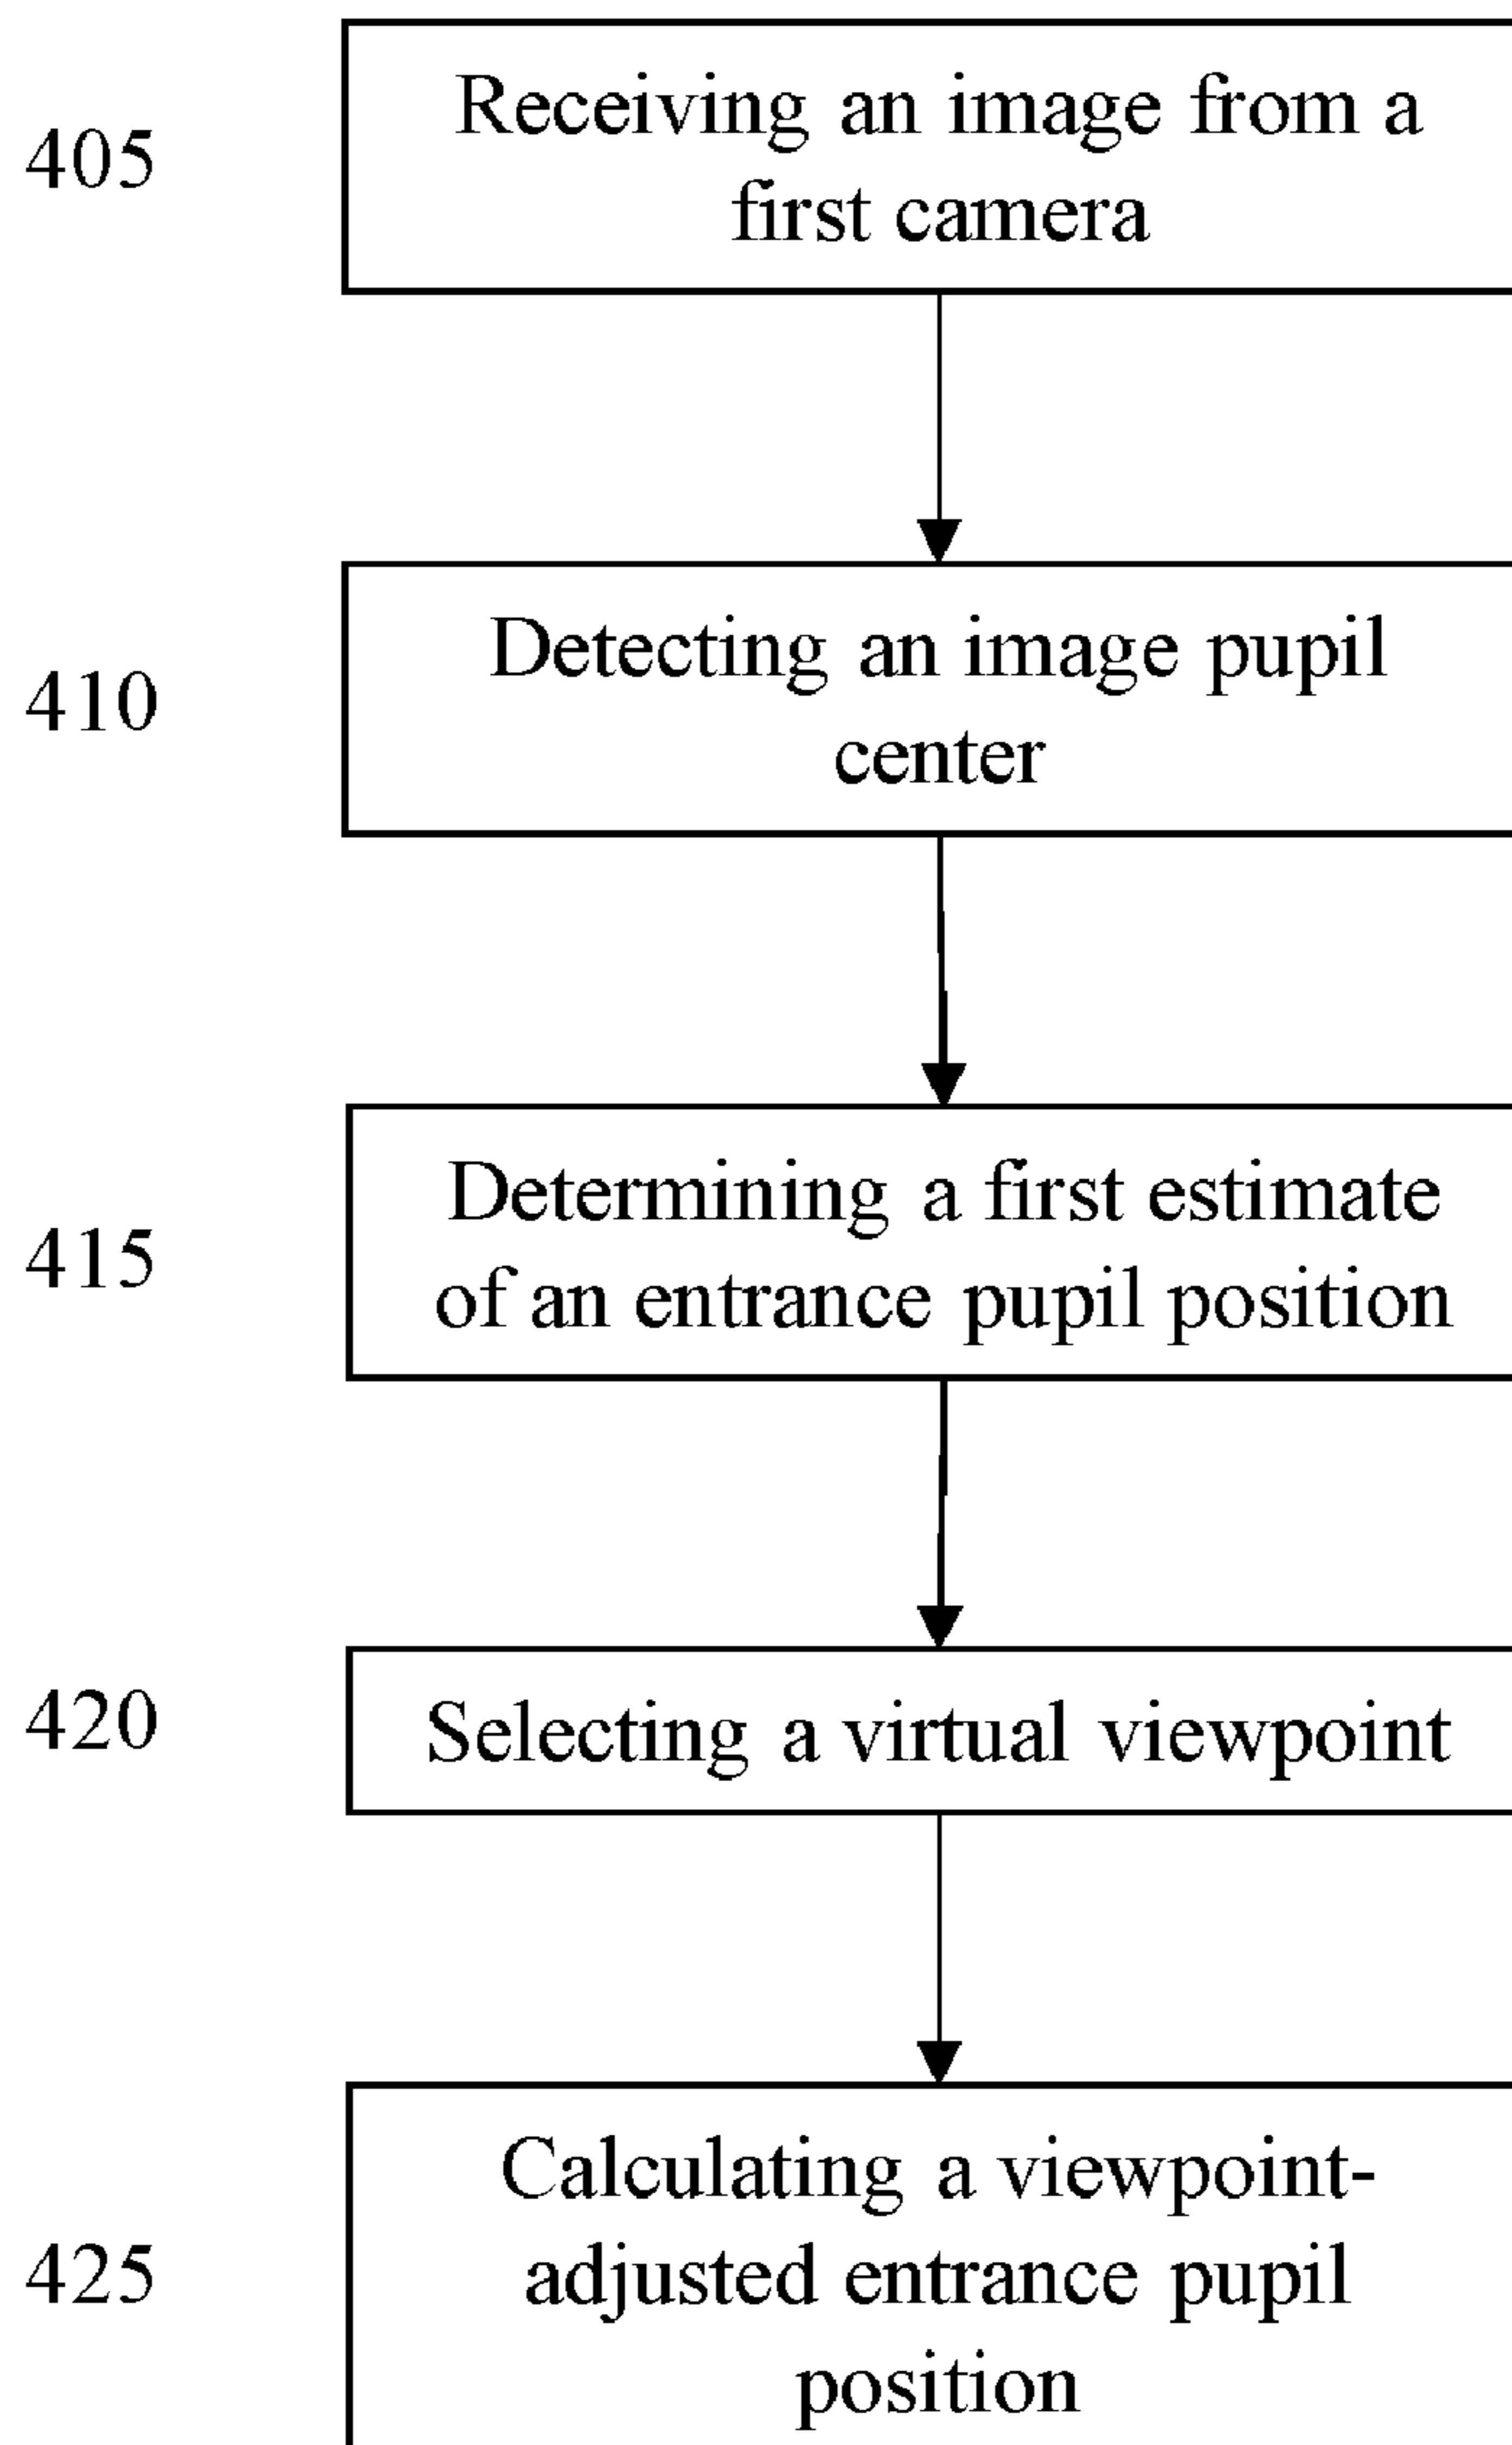 405
Receiving an image from a
first camera
410
Detecting an image pupil
center
415
Determining a first estimate
of an entrance pupil position
420
Selecting a virtual viewpoint
425
Calculating a viewpoint-
adjusted entrance pupil
position